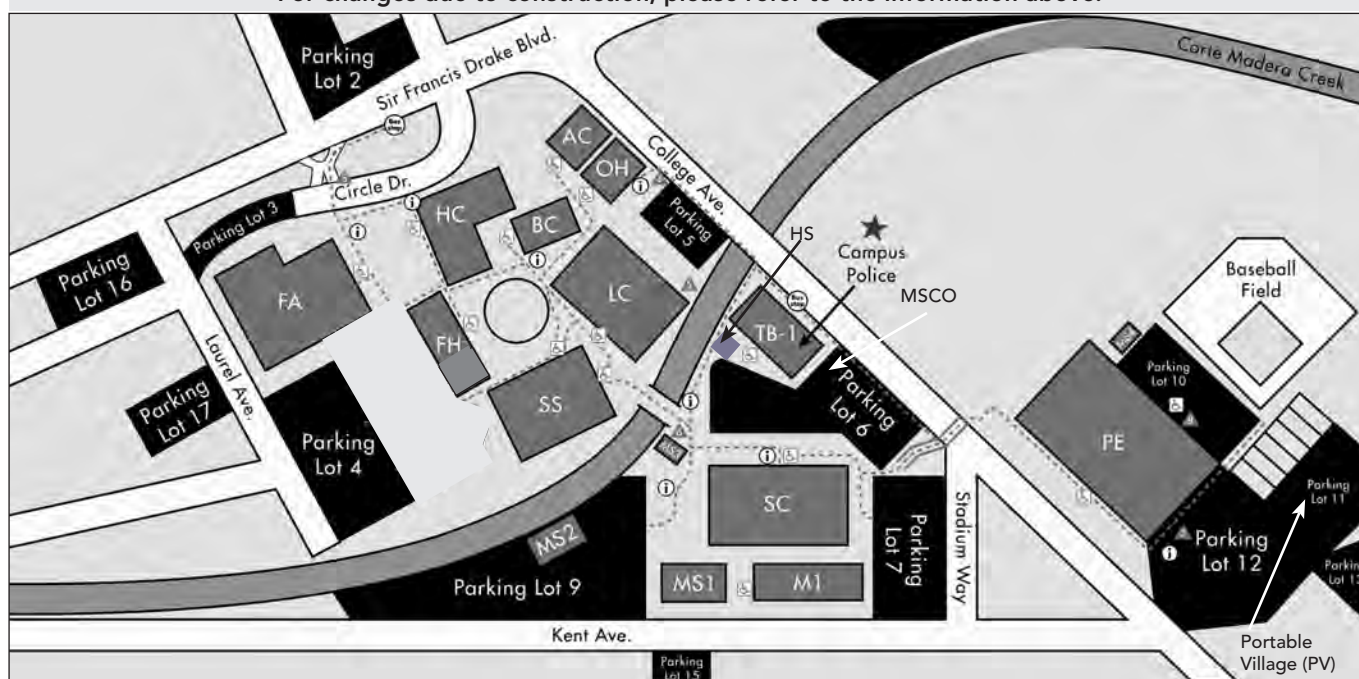 For changes due to construction, please refer to the information above.
Parking
Lot 2
Sir Francis Drake Blvd.
Bus
stop
Corte Madera Creek
AC
OH
College Ave.
Circle Dr.
HC
BC
Parking Lot 3
Parking
Lot 5
HS
Campus
Police
MSCO
Parking
Lot 16
FA
LC
Bus
stop
TB-1
Baseball
Field
FH
Laurel Ave.
Parking
Lot 17
Parking
Lot 10
Parking
Lot 6
SS
PE
Parking
Lot 4
Parking
Lot 11
SC
Parking
Lot 7
Stadium Way
MS2
Parking
Lot 12
Parking Lot 9
MS1
M1
Kent Ave.
Parking
Lot 15
Portable
Village (PV)